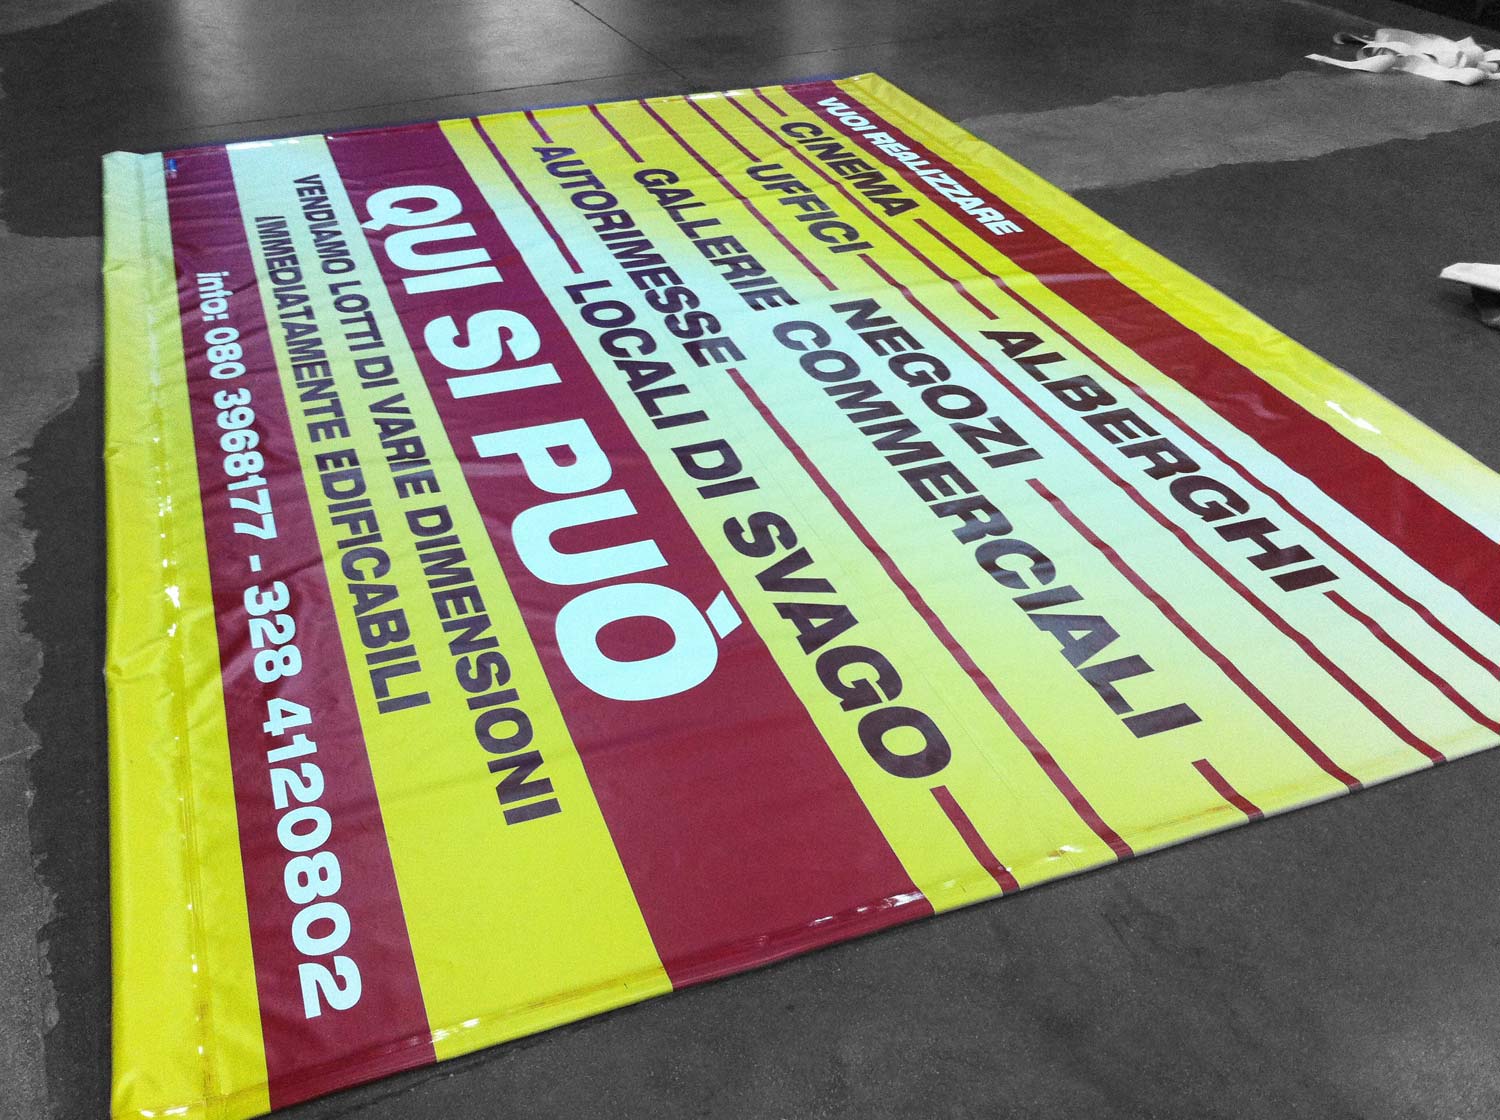 VUOI REALIZZARE
CINEMA ALBERGHI
UFFICI NEGOZI
GALLERIE COMMERCIALI
AUTORIMESSE
LOCALI DI SVAGO
QUI SI PUÒ
VENDIAMO LOTTI DI VARIE DIMENSIONI
IMMEDIATAMENTE EDIFICABILI
info: 080 3968177 - 328 4120802